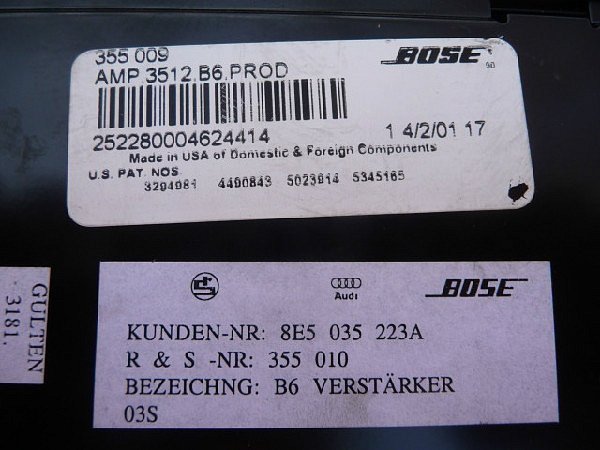 355 009
AMP 3512,B6,PROD
BOSE
252280004624414
1 4/2/01 17
Made in USA of Domestic & Foreign Components
U.S. PAT. NOS.
3294981 4490843 5023914 5345165
GÜLTEN
- 3181.
Audi
BOSE
KUNDEN-NR: 8E5 035 223A
R & S -NR: 355 010
BEZEICHNG: B6 VERSTÄRKER
03S